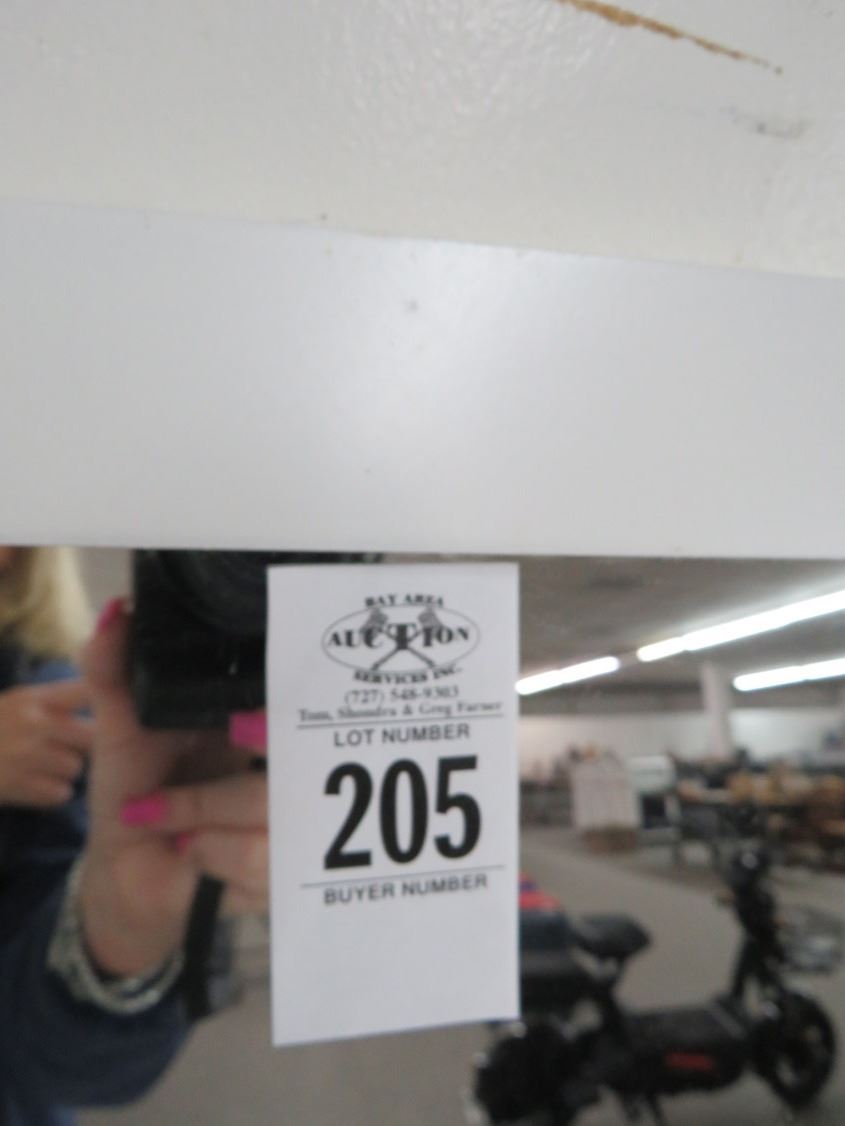 BAY AREA
AUCTION
SERVICES INC.
(727) 548-9303
Tom, Shondra & Greg Farner
LOT NUMBER
205
BUYER NUMBER